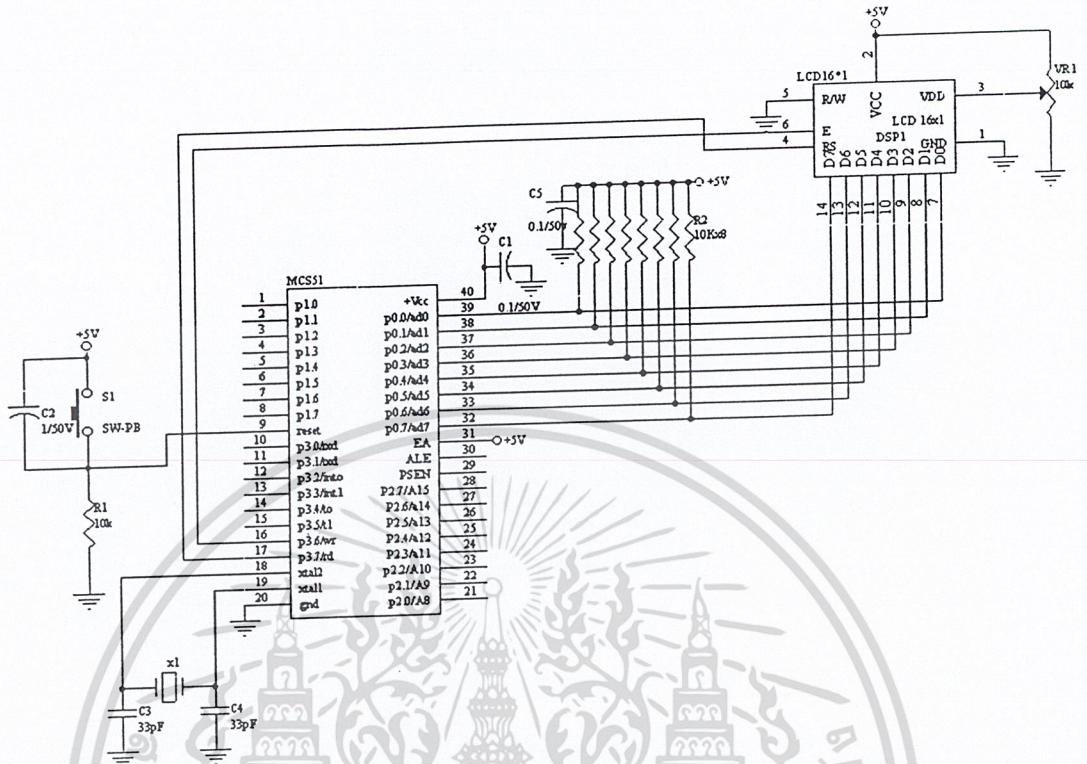 +5V
LCD16*1
2
5 R/W VCC VDD 3
VR1
10k
LCD 16x1
6 E
DSP1
4 RS GND 1
D7 D6 D5 D4 D3 D2 D1 D0
14 13 12 11 10 9 8 7
+5V
C5
0.1/50v
R2
10Kx8
+5V
C1
0.1/50V
MCS51
1 p1.0 +Vcc 40
2 p1.1 p0.0/ad0 39
3 p1.2 p0.1/ad1 38
4 p1.3 p0.2/ad2 37
5 p1.4 p0.3/ad3 36
6 p1.5 p0.4/ad4 35
7 p1.6 p0.5/ad5 34
8 p1.7 p0.6/ad6 33
9 reset p0.7/ad7 32
10 p3.0/rxd EA 31 +5V
11 p3.1/txd ALE 30
12 p3.2/into PSEN 29
13 p3.3/int1 P2.7/A15 28
14 p3.4/to P2.6/a14 27
15 p3.5/t1 P2.5/a13 26
16 p3.6/wr P2.4/a12 25
17 p3.7/rd P2.3/a11 24
18 xtal2 p2.2/A10 23
19 xtal1 p2.1/A9 22
20 gnd p2.0/A8 21
+5V
S1
C2
1/50V
SW-PB
R1
10k
x1
C3
33pF
C4
33pF